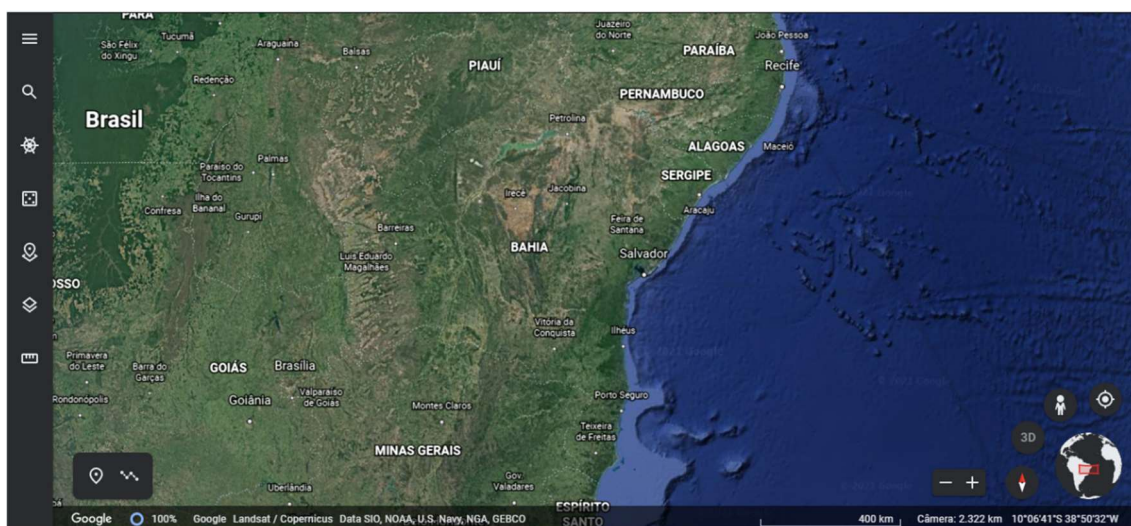 PARÁ
São Félix
do Xingu
Tucumã
Araguaina
Balsas
Juazeiro
do Norte
PARAÍBA
João Pessoa
Recife
PIAUÍ
Redenção
PERNAMBUCO
Brasil
Petrolina
ALAGOAS
Maceió
Paraíso do
Tocantins
Palmas
SERGIPE
Ilha do
Bananal
Irecê
Jacobina
Confresa
Gurupi
Aracaju
Feira de
Santana
Barreiras
BAHIA
Luís Eduardo
Magalhães
Salvador
OSSO
Vitória da
Conquista
Ilhéus
Primavera
do Leste
Barra do
Garças
GOIÁS
Brasília
Rondonópolis
Goiânia
Valparaíso
de Goiás
Montes Claros
Porto Seguro
Teixeira
de Freitas
3D
MINAS GERAIS
Gov.
Valadares
Uberlândia
ESPÍRITO
SANTO
Google 100% Google Landsat / Copernicus Data SIO, NOAA, U.S. Navy, NGA, GEBCO
400 km Câmera: 2.322 km 10°06'41"S 38°50'32"W